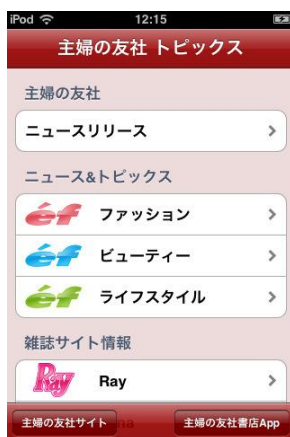 iPod 12:15
主婦の友社 トピックス
主婦の友社
ニュースリリース
ニュース&トピックス
éf ファッション
éf ビューティー
éf ライフスタイル
雑誌サイト情報
Ray Ray
主婦の友社サイト na 主婦の友社書店App